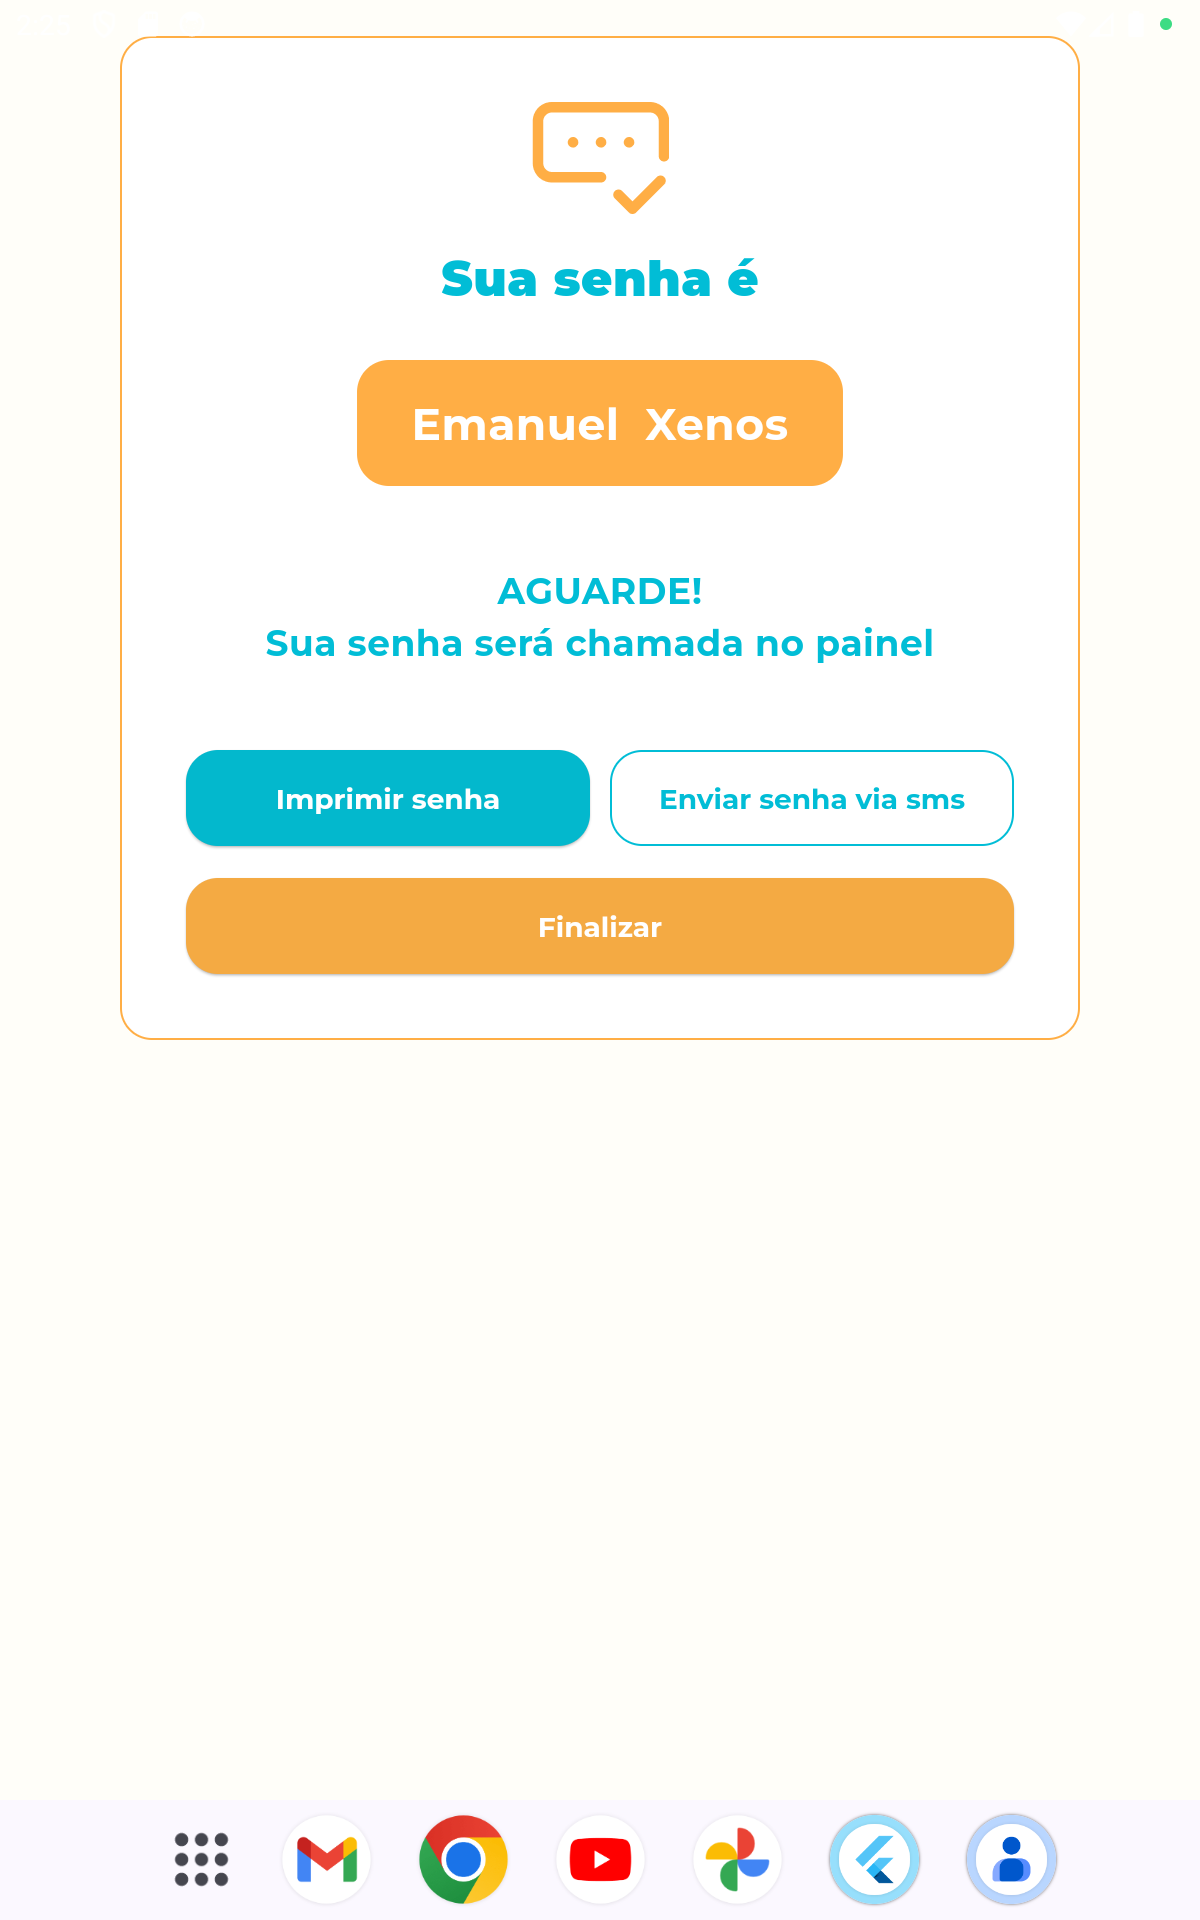 Sua senha é
Emanuel  Xenos
AGUARDE!
Sua senha será chamada no painel
Imprimir senha
Enviar senha via sms
Finalizar